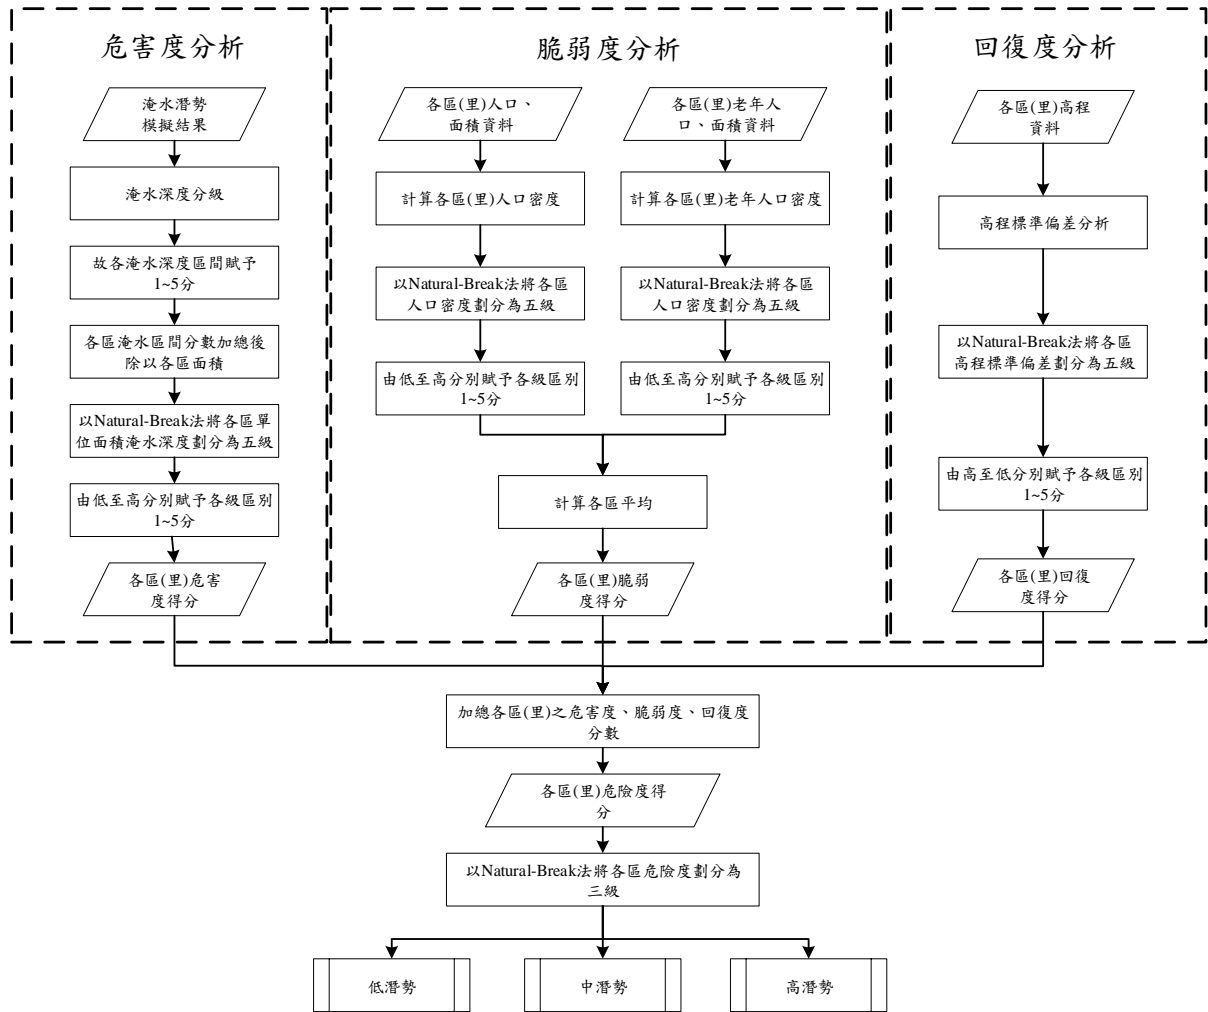 危害度分析
淹水潛勢
模擬結果
淹水深度分級
故各淹水深度區間賦予
1~5分
各區淹水區間分數加總後
除以各區面積
以Natural-Break法將各區單
位面積淹水深度劃分為五級
由低至高分別賦予各級區別
1~5分
各區(里)危害
度得分
脆弱度分析
各區(里)人口、
面積資料
計算各區(里)人口密度
以Natural-Break法將各區
人口密度劃分為五級
由低至高分別賦予各級區別
1~5分
各區(里)老年人
口、面積資料
計算各區(里)老年人口密度
以Natural-Break法將各區
人口密度劃分為五級
由低至高分別賦予各級區別
1~5分
計算各區平均
各區(里)脆弱
度得分
回復度分析
各區(里)高程
資料
高程標準偏差分析
以Natural-Break法將各區
高程標準偏差劃分為五級
由高至低分別賦予各級區別
1~5分
各區(里)回復
度得分
加總各區(里)之危害度、脆弱度、回復度
分數
各區(里)危險度得
分
以Natural-Break法將各區危險度劃分為
三級
低潛勢
中潛勢
高潛勢